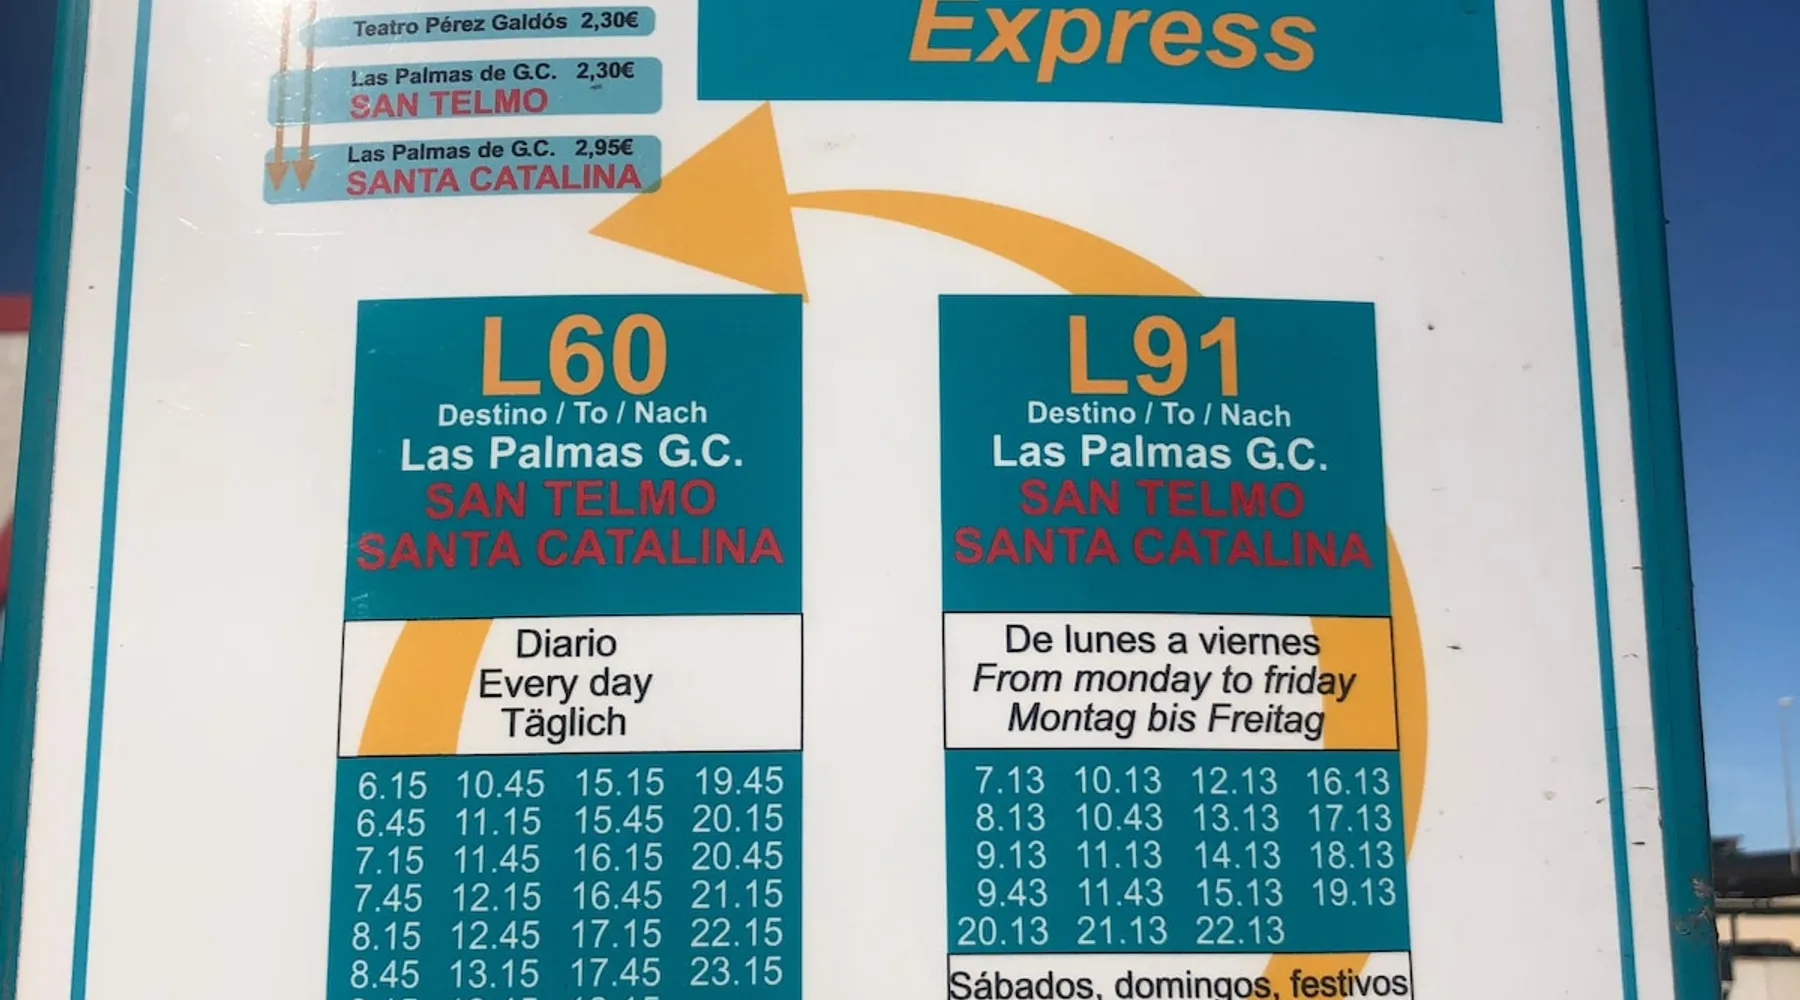 Teatro Pérez Galdós 2,30€
Las Palmas de G.C. 2,30€
SAN TELMO
Las Palmas de G.C. 2,95€
SANTA CATALINA
Express
L60
Destino / To / Nach
Las Palmas G.C.
SAN TELMO
SANTA CATALINA
Diario
Every day
Täglich
6.15 10.45 15.15 19.45
6.45 11.15 15.45 20.15
7.15 11.45 16.15 20.45
7.45 12.15 16.45 21.15
8.15 12.45 17.15 22.15
8.45 13.15 17.45 23.15
L91
Destino / To / Nach
Las Palmas G.C.
SAN TELMO
SANTA CATALINA
De lunes a viernes
From monday to friday
Montag bis Freitag
7.13 10.13 12.13 16.13
8.13 10.43 13.13 17.13
9.13 11.13 14.13 18.13
9.43 11.43 15.13 19.13
20.13 21.13 22.13
Sábados, domingos, festivos